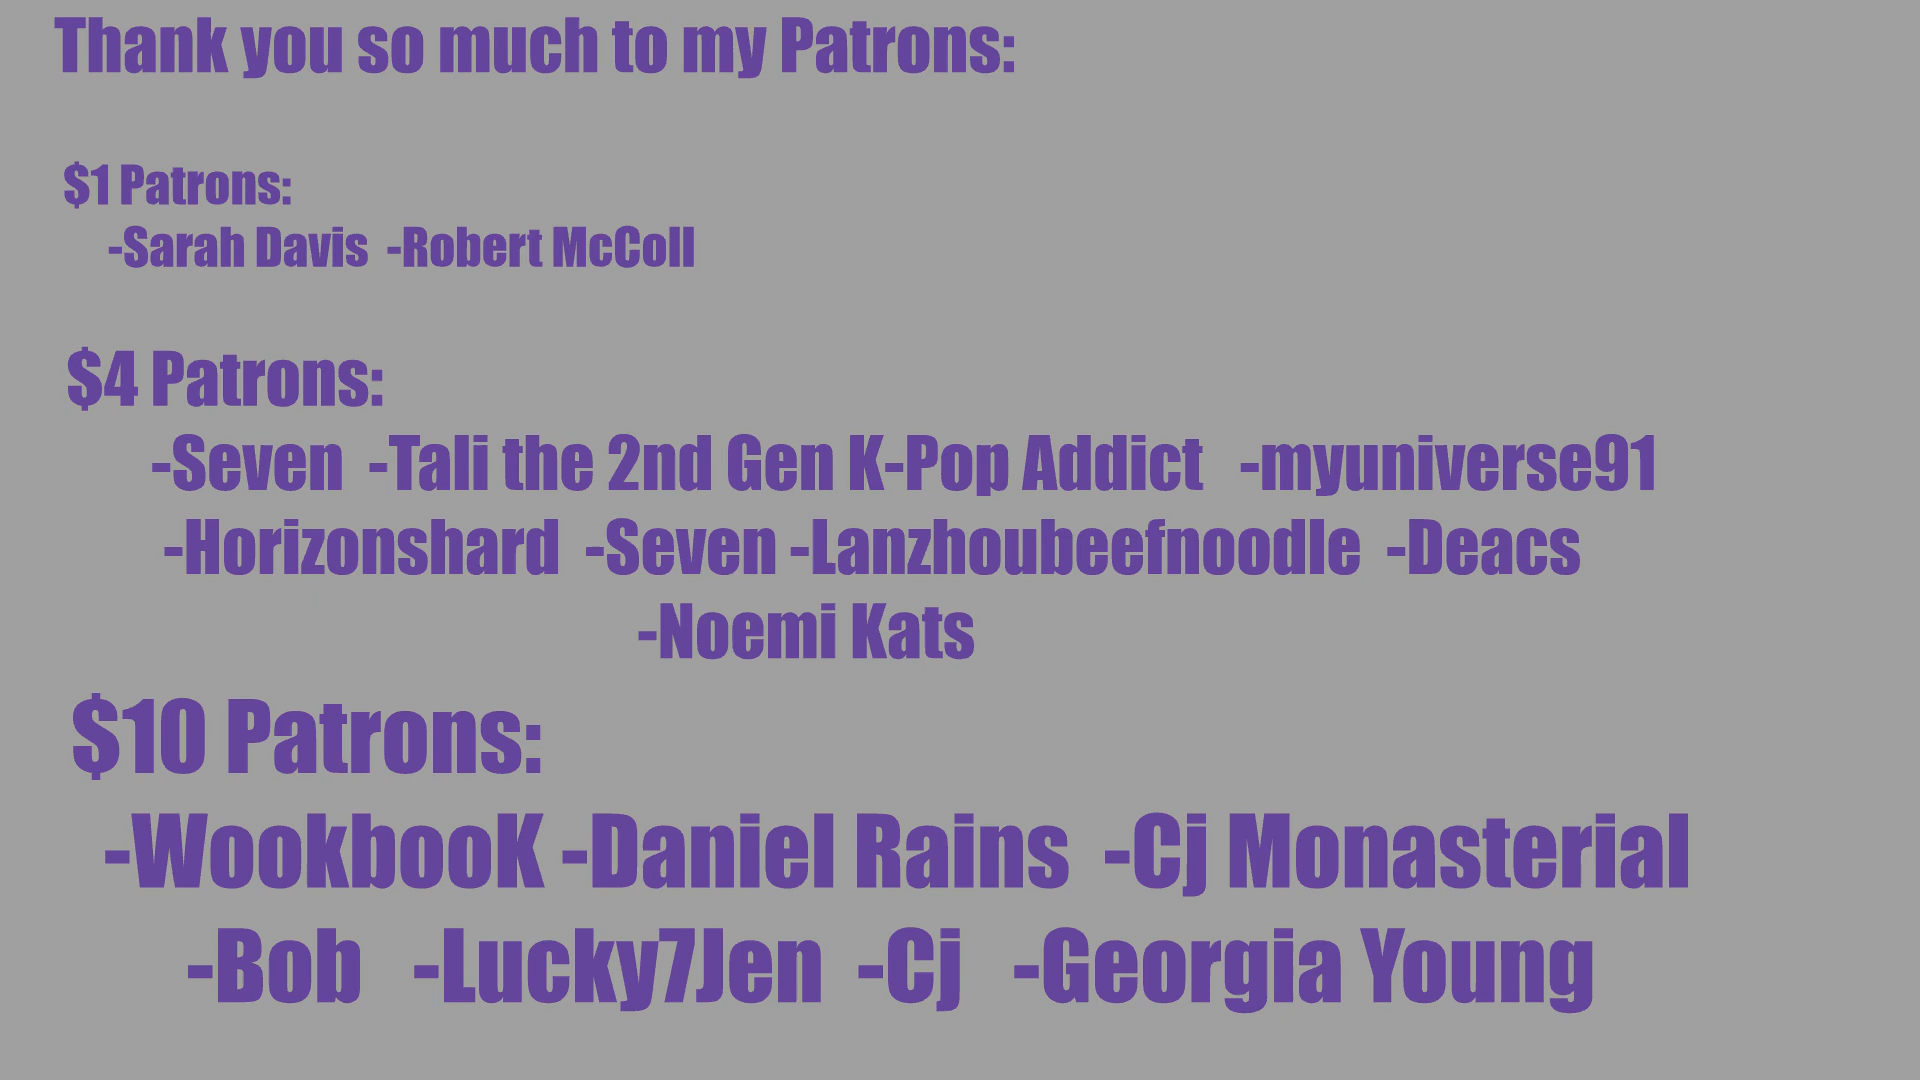 Thank you so much to my Patrons:
$1 Patrons:
-Sarah Davis -Robert McColl
$4 Patrons:
-Seven -Tali the 2nd Gen K-Pop Addict -myuniverse91
-Horizonshard -Seven -Lanzhoubeefnoodle -Deacs
-Noemi Kats
$10 Patrons:
-WookbooK -Daniel Rains -Cj Monasterial
-Bob -Lucky7Jen -Cj -Georgia Young